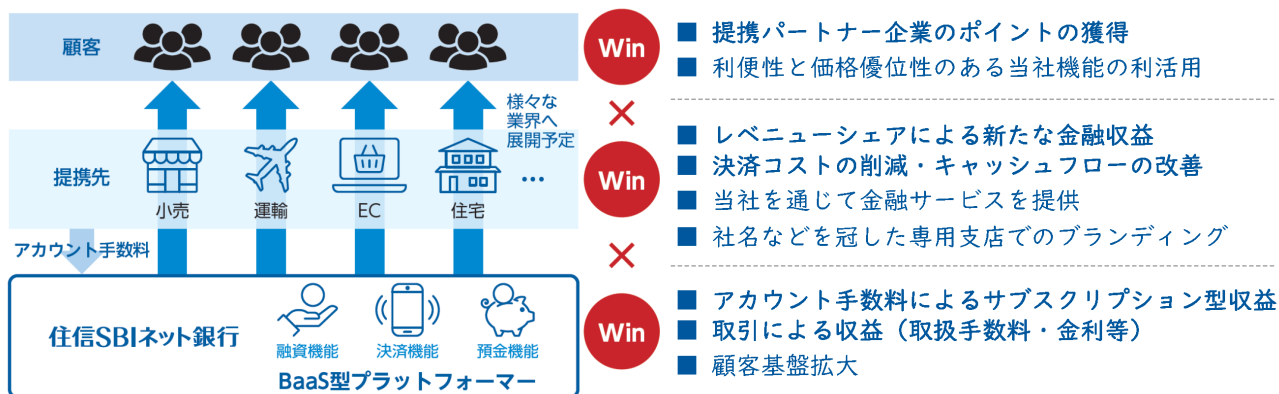 顧客
様々な
業界へ
展開予定
提携先
小売
運輸
EC
住宅
…
アカウント手数料
住信SBIネット銀行
融資機能
決済機能
預金機能
BaaS型プラットフォーマー
Win
■ 提携パートナー企業のポイントの獲得
■ 利便性と価格優位性のある当社機能の利活用
×
Win
■ レベニューシェアによる新たな金融収益
■ 決済コストの削減・キャッシュフローの改善
■ 当社を通じて金融サービスを提供
■ 社名などを冠した専用支店でのブランディング
×
Win
■ アカウント手数料によるサブスクリプション型収益
■ 取引による収益（取扱手数料・金利等）
■ 顧客基盤拡大